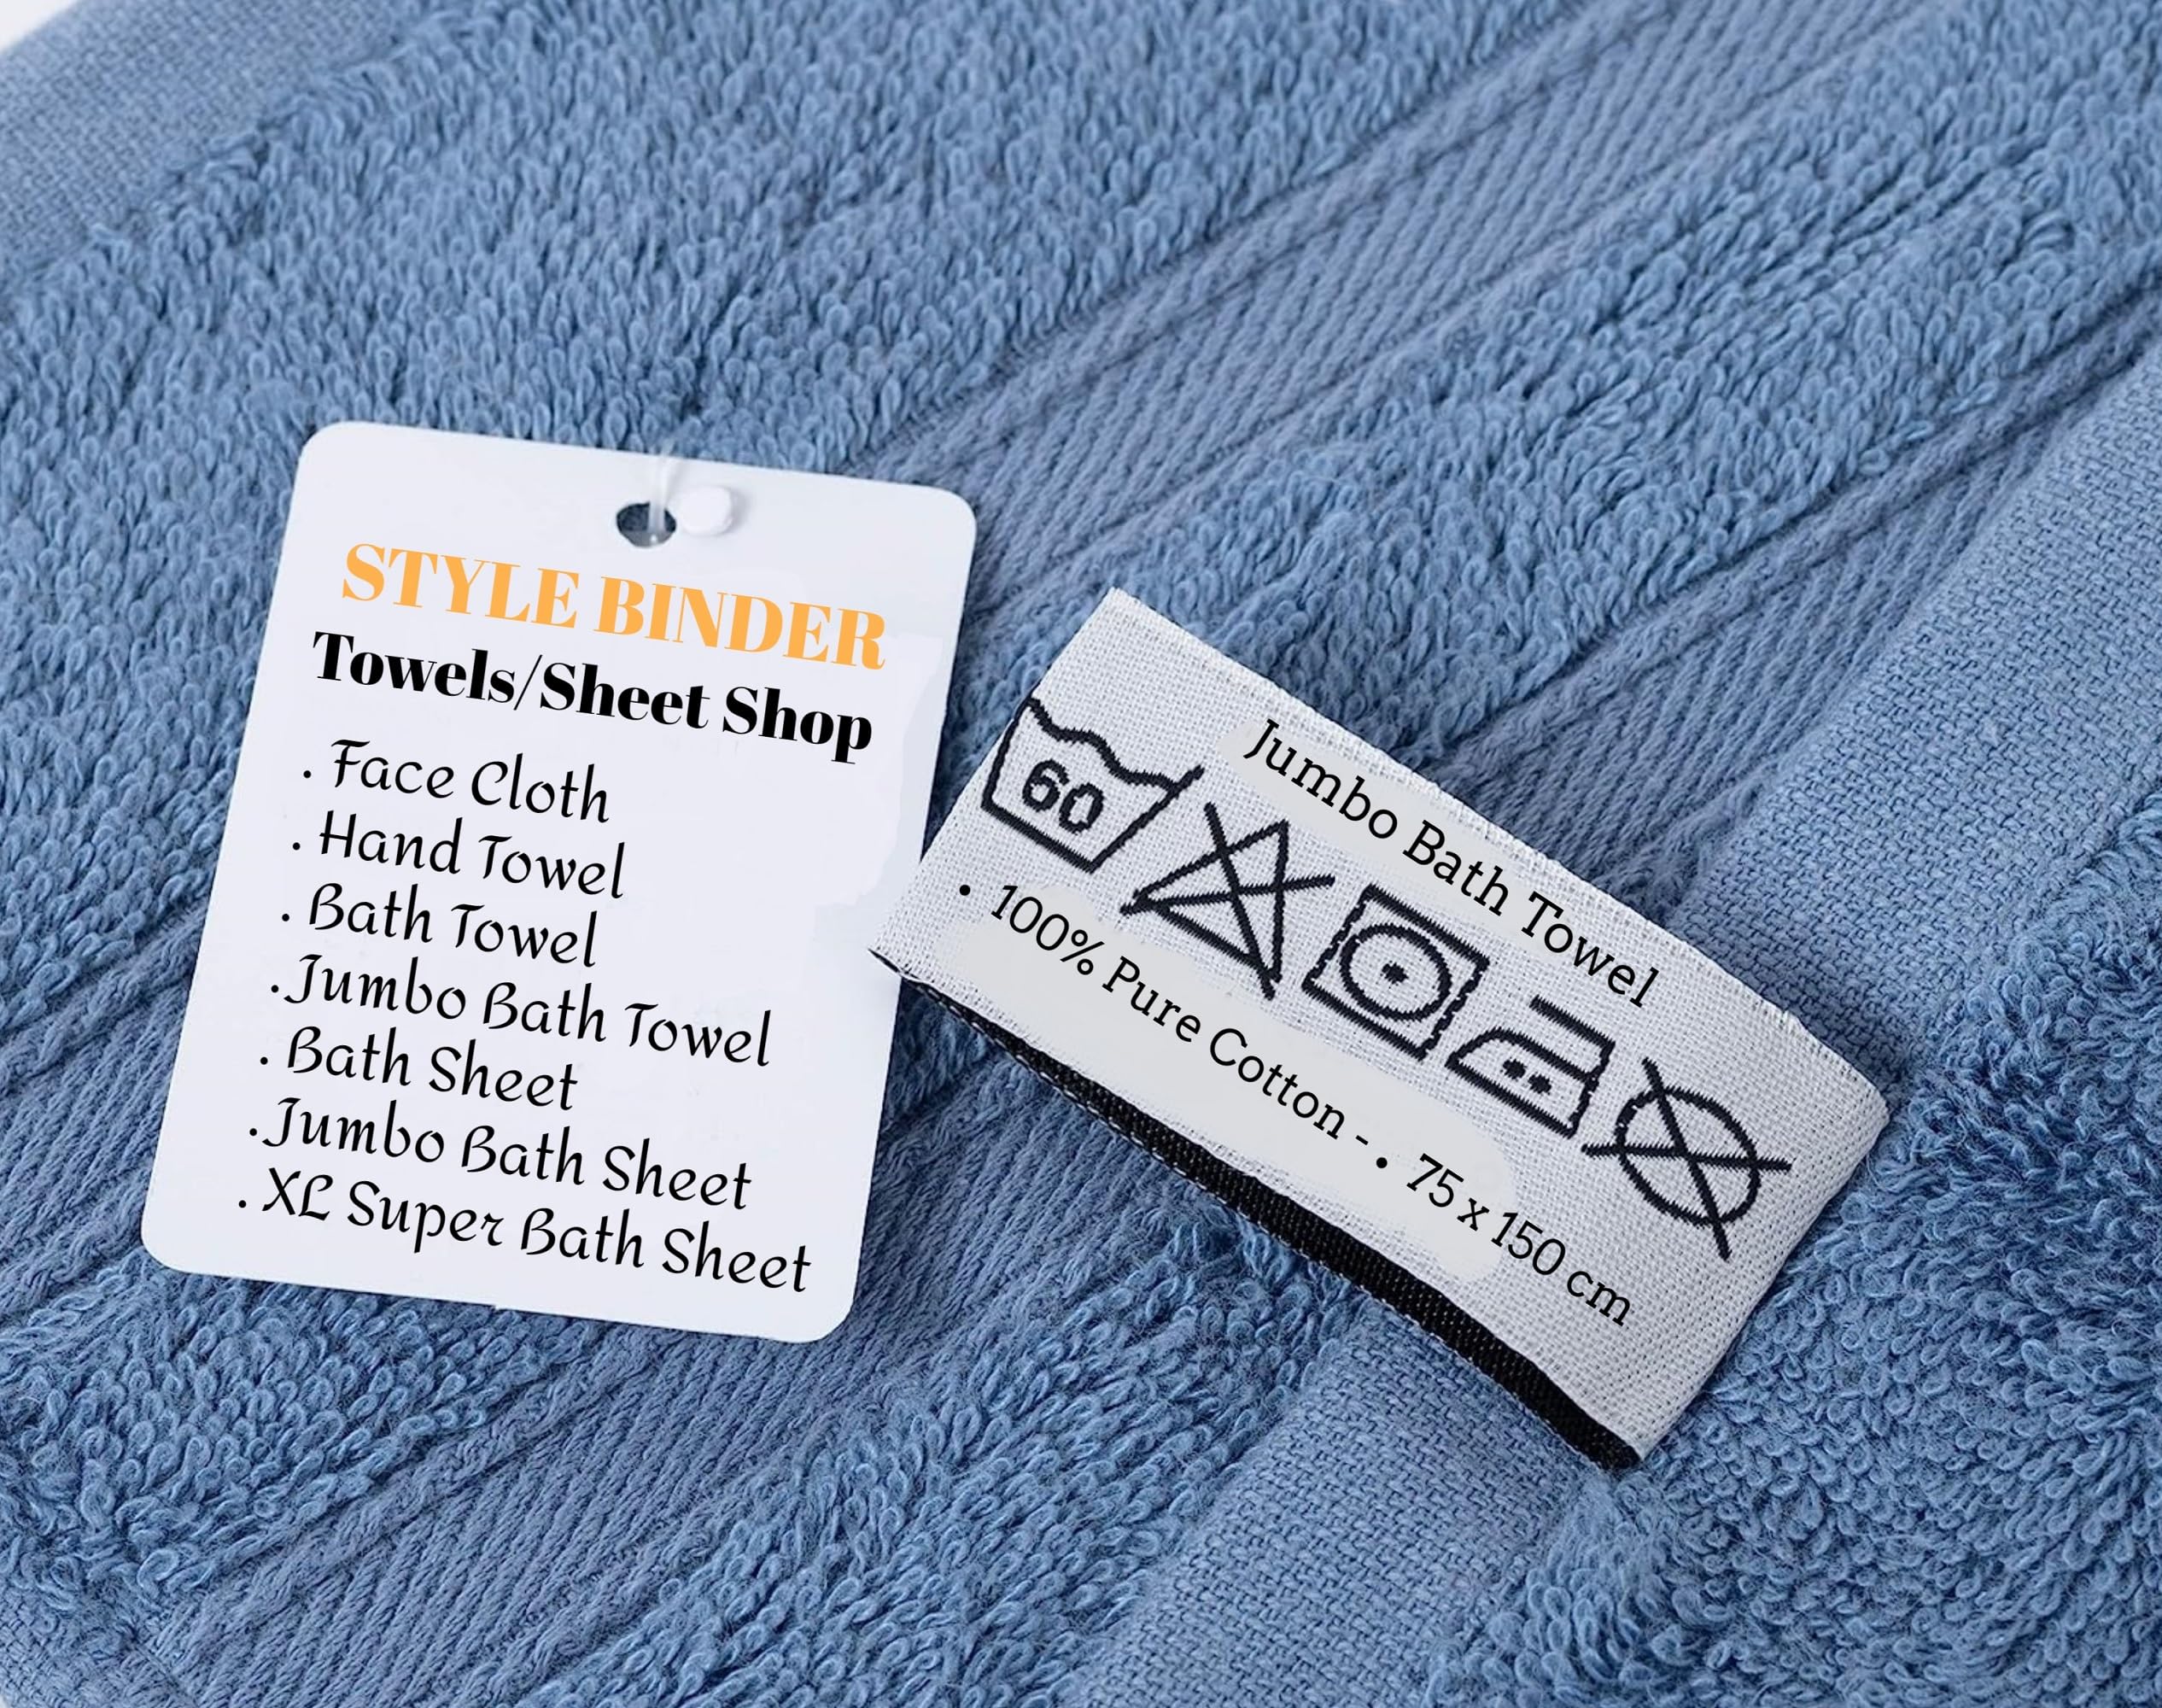 STYLE BINDER
Towels/Sheet Shop
. Face Cloth
. Hand Towel
. Bath Towel
.Jumbo Bath Towel
. Bath Sheet
.Jumbo Bath Sheet
. XL Super Bath Sheet
Jumbo Bath Towel
60
• 100% Pure Cotton - • 75 x 150 cm